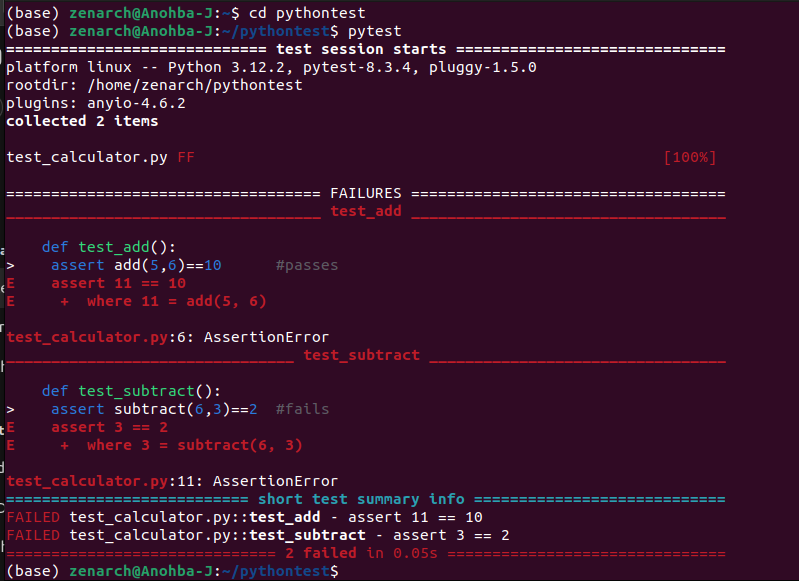 (base) zenarch@Anohba-J:~$ cd pythontest
(base) zenarch@Anohba-J:~/pythontest$ pytest
============================= test session starts ==============================
platform linux -- Python 3.12.2, pytest-8.3.4, pluggy-1.5.0
rootdir: /home/zenarch/pythontest
plugins: anyio-4.6.2
collected 2 items

test_calculator.py FF                                                    [100%]

=================================== FAILURES ===================================
___________________________________ test_add ___________________________________

    def test_add():
>    assert add(5,6)==10      #passes
E    assert 11 == 10
E     +  where 11 = add(5, 6)

test_calculator.py:6: AssertionError
________________________________ test_subtract _________________________________

    def test_subtract():
>    assert subtract(6,3)==2  #fails
E    assert 3 == 2
E     +  where 3 = subtract(6, 3)

test_calculator.py:11: AssertionError
=========================== short test summary info ============================
FAILED test_calculator.py::test_add - assert 11 == 10
FAILED test_calculator.py::test_subtract - assert 3 == 2
============================== 2 failed in 0.05s ===============================
(base) zenarch@Anohba-J:~/pythontest$